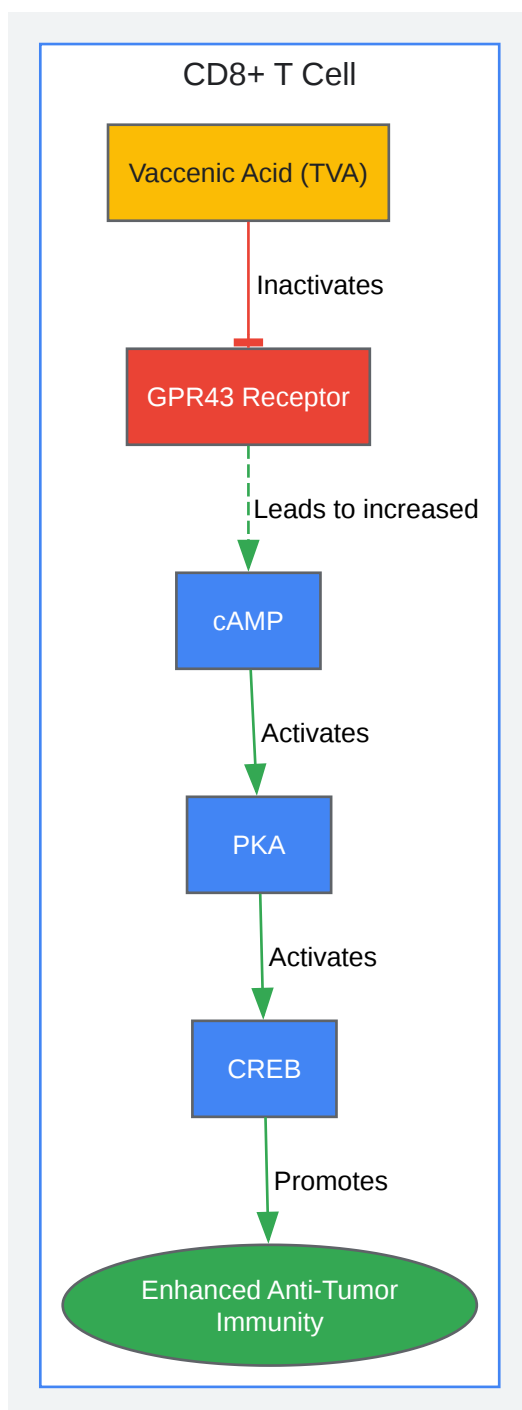 CD8+ T Cell
Vaccenic Acid (TVA)
Inactivates
GPR43 Receptor
Leads to increased
cAMP
Activates
PKA
Activates
CREB
Promotes
Enhanced Anti-Tumor
Immunity